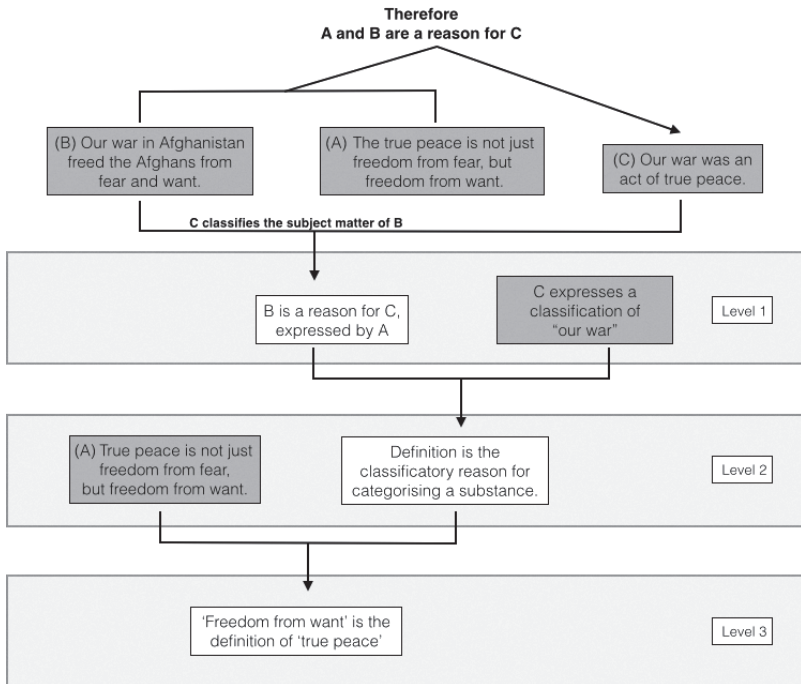 Therefore
A and B are a reason for C
(B) Our war in Afghanistan
freed the Afghans from
fear and want.
(A) The true peace is not just
freedom from fear, but
freedom from want.
(C) Our war was an
act of true peace.
C classifies the subject matter of B
B is a reason for C,
expressed by A
C expresses a
classification of
“our war”
Level 1
(A) True peace is not just
freedom from fear,
but freedom from want.
Definition is the
classificatory reason for
categorising a substance.
Level 2
‘Freedom from want’ is the
definition of ‘true peace’
Level 3